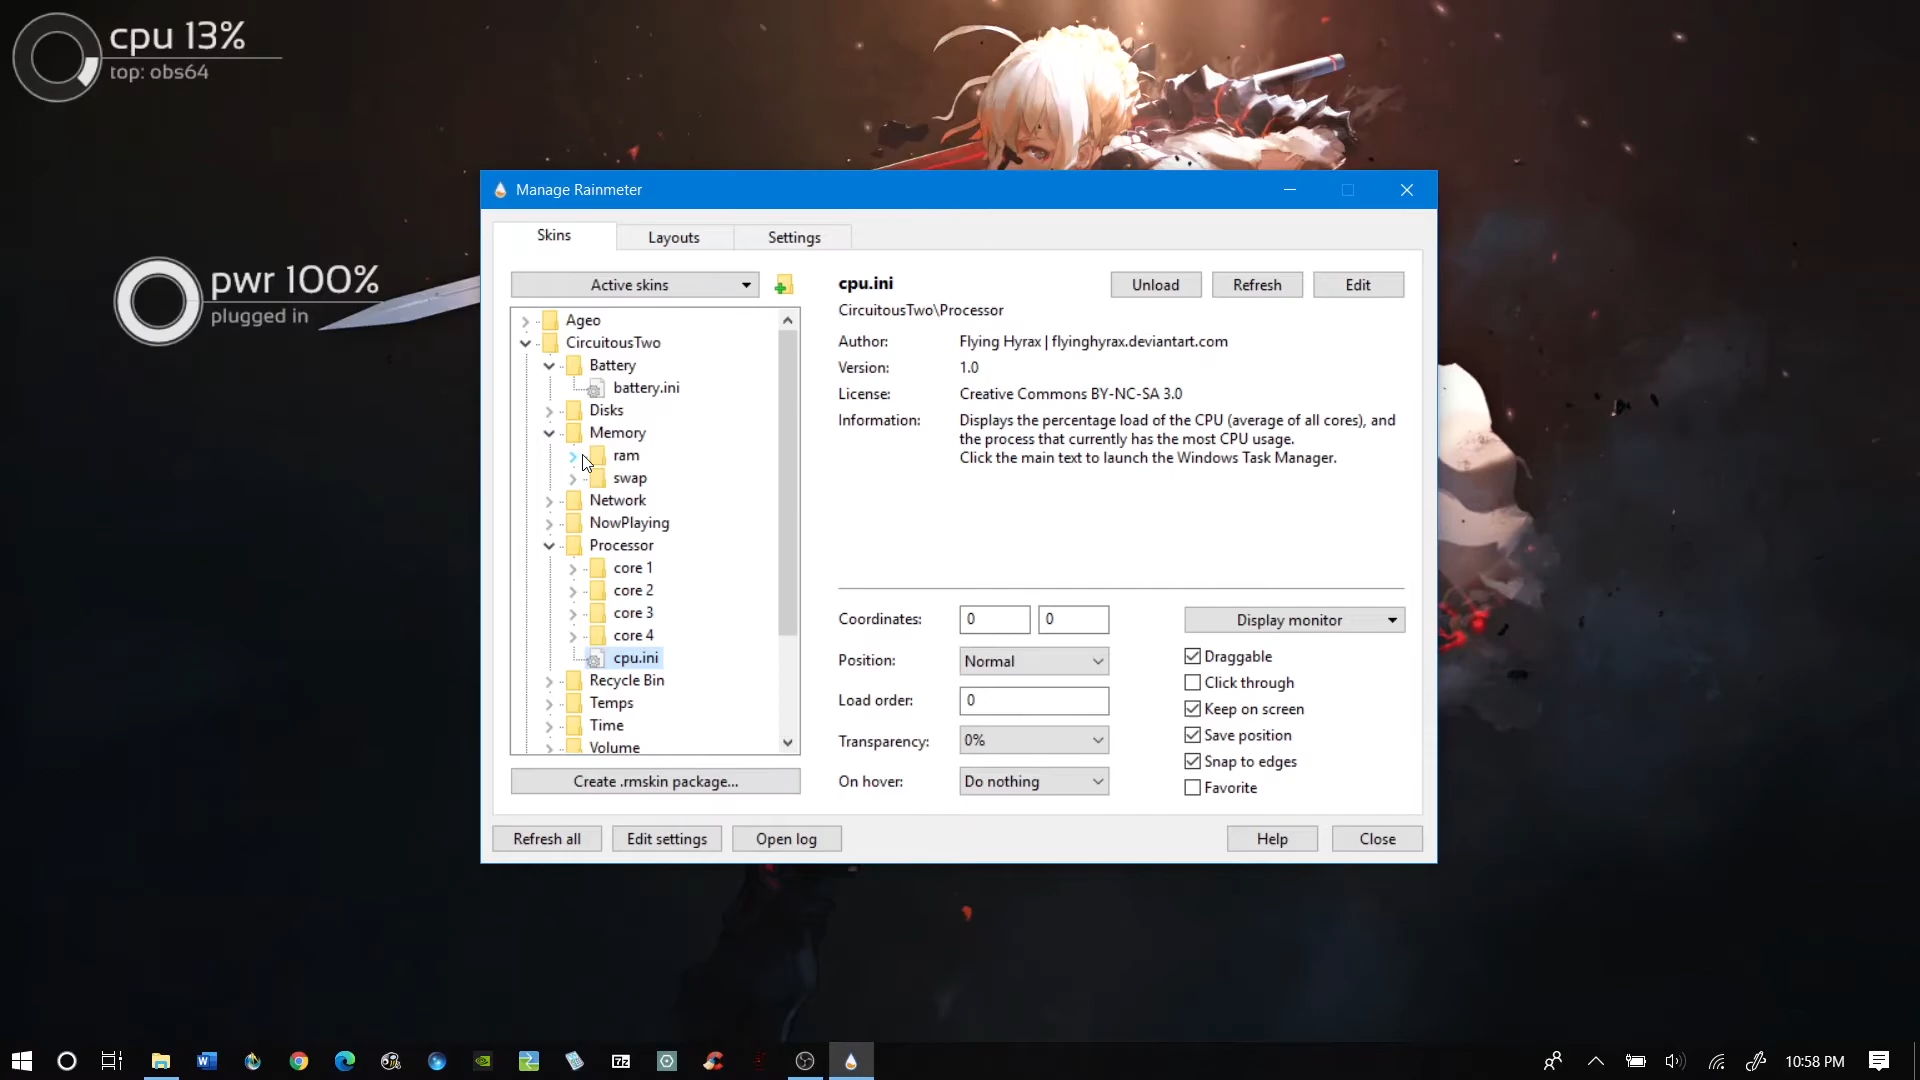 cpu 13%
top: obs64
pwr 100%
plugged in
Manage Rainmeter
Skins
Layouts
Settings
Active skins
Ageo
CircuitousTwo
Battery
battery.ini
Disks
Memory
ram
swap
Network
NowPlaying
Processor
core 1
core 2
core 3
core 4
cpu.ini
Recycle Bin
Temps
Time
Volume
Create .rmskin package...
cpu.ini
Unload
Refresh
Edit
CircuitousTwo\Processor
Author: Flying Hyrax | flyinghyrax.deviantart.com
Version: 1.0
License: Creative Commons BY-NC-SA 3.0
Information: Displays the percentage load of the CPU (average of all cores), and
the process that currently has the most CPU usage.
Click the main text to launch the Windows Task Manager.
Coordinates: 0 0
Display monitor
Position: Normal
Load order: 0
Transparency: 0%
On hover: Do nothing
Draggable
Click through
Keep on screen
Save position
Snap to edges
Favorite
Refresh all
Edit settings
Open log
Help
Close
10:58 PM